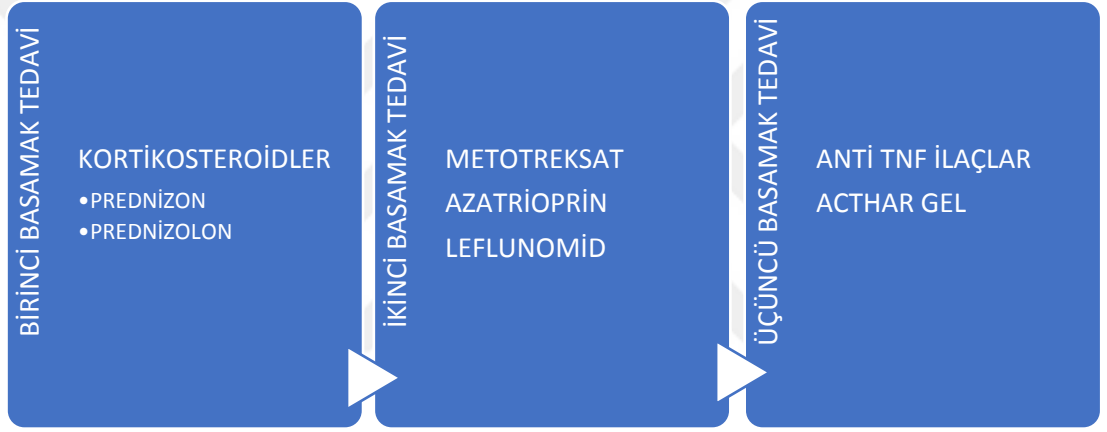 BİRİNCİ BASAMAK TEDAVİ
KORTİKOSTEROİDLER
•PREDNİZON
•PREDNİZOLON
İKİNCİ BASAMAK TEDAVİ
METOTREKSAT
AZATRİOPRİN
LEFLUNOMİD
ÜÇÜNCÜ BASAMAK TEDAVİ
ANTİ TNF İLAÇLAR
ACTHAR GEL